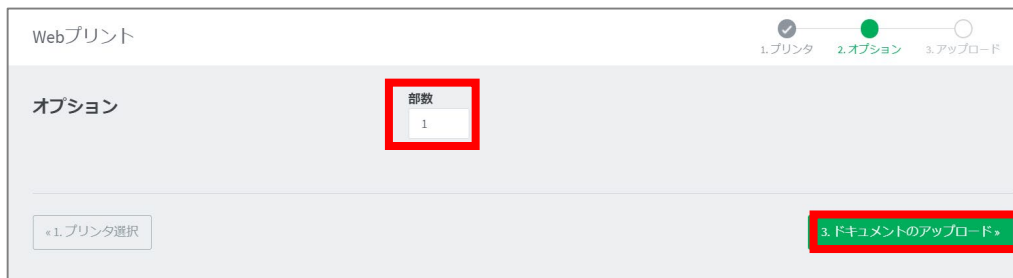 Webプリント
1.プリンタ
2.オプション
3.アップロード
オプション
部数
1
«1.プリンタ選択
3.ドキュメントのアップロード»